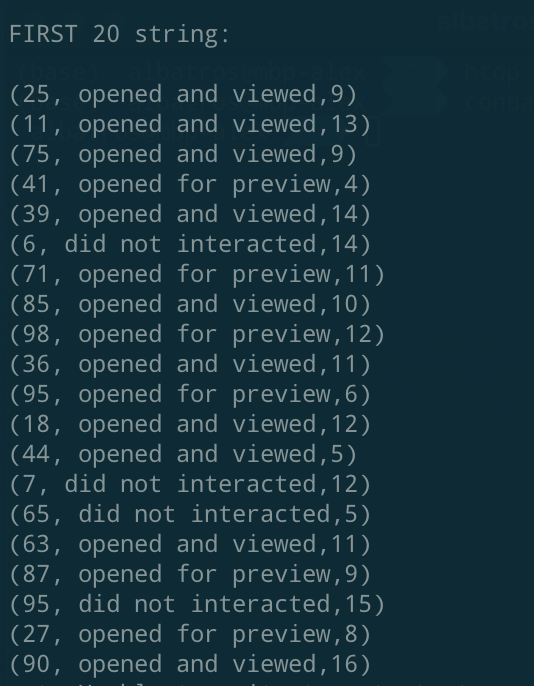 FIRST 20 string:
(25, opened and viewed,9)
(11, opened and viewed,13)
(75, opened and viewed,9)
(41, opened for preview,4)
(39, opened and viewed,14)
(6, did not interacted,14)
(71, opened for preview,11)
(85, opened and viewed,10)
(98, opened for preview,12)
(36, opened and viewed,11)
(95, opened for preview,6)
(18, opened and viewed,12)
(44, opened and viewed,5)
(7, did not interacted,12)
(65, did not interacted,5)
(63, opened and viewed,11)
(87, opened for preview,9)
(95, did not interacted,15)
(27, opened for preview,8)
(90, opened and viewed,16)